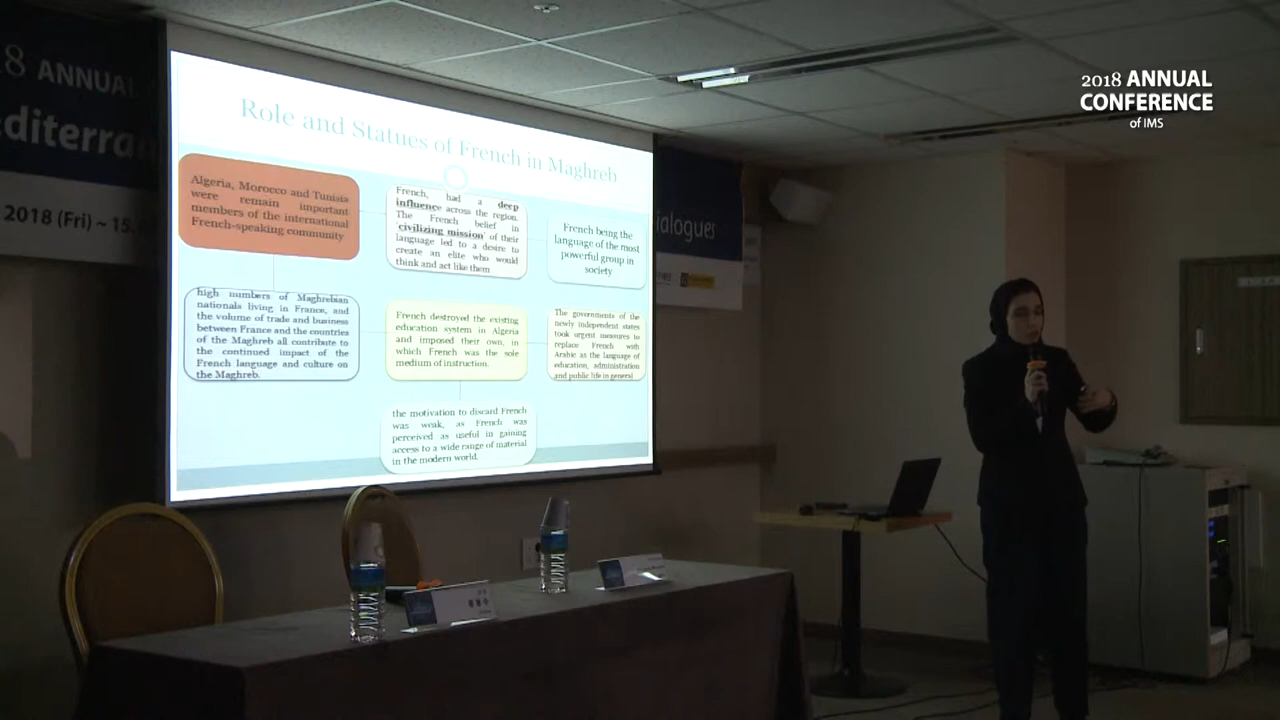 2018 ANNUAL
CONFERENCE
of IMS
8 ANNUAL
editerra
2018 (Fri) ~ 15.
ialogues
Role and Statues of French in Maghreb
Algeria, Morocco and Tunisia
were remain important
members of the international
French-speaking community
French, had a deep
influence across the region.
The French belief in
'civilizing mission' of their
language led to a desire to
create an elite who would
think and act like them
French being the
language of the most
powerful group in
society
high numbers of Maghrebian
nationals living in France, and
the volume of trade and business
between France and the countries
of the Maghreb all contribute to
the continued impact of the
French language and culture on
the Maghreb.
French destroyed the existing
education system in Algeria
and imposed their own, in
which French was the sole
medium of instruction.
The governments of the
newly independent states
took urgent measures to
replace French with
Arabic as the language of
education, administration
and public life in general
the motivation to discard French
was weak, as French was
perceived as useful in gaining
access to a wide range of material
in the modern world.